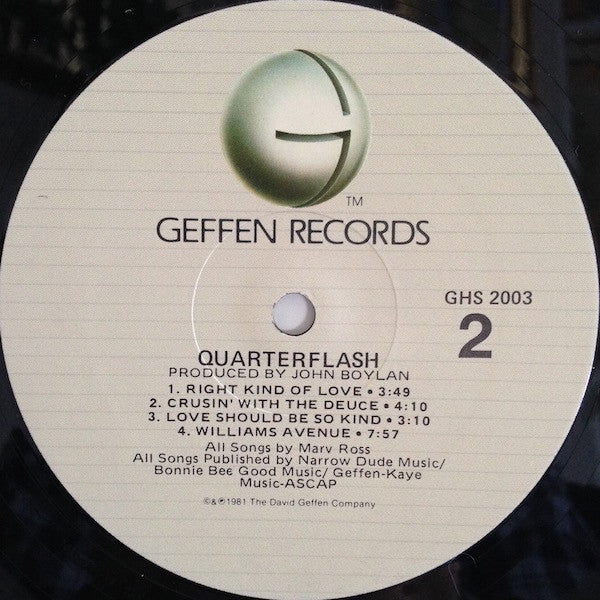 TM
GEFFEN RECORDS
GHS 2003
2
QUARTERFLASH
PRODUCED BY JOHN BOYLAN
1. RIGHT KIND OF LOVE • 3:49
2. CRUSIN' WITH THE DEUCE • 4:10
3. LOVE SHOULD BE SO KIND • 3:10
4. WILLIAMS AVENUE • 7:57
All Songs by Marv Ross
All Songs Published by Narrow Dude Music/
Bonnie Bee Good Music/ Geffen-Kaye
Music-ASCAP
©&℗1981 The David Geffen Company